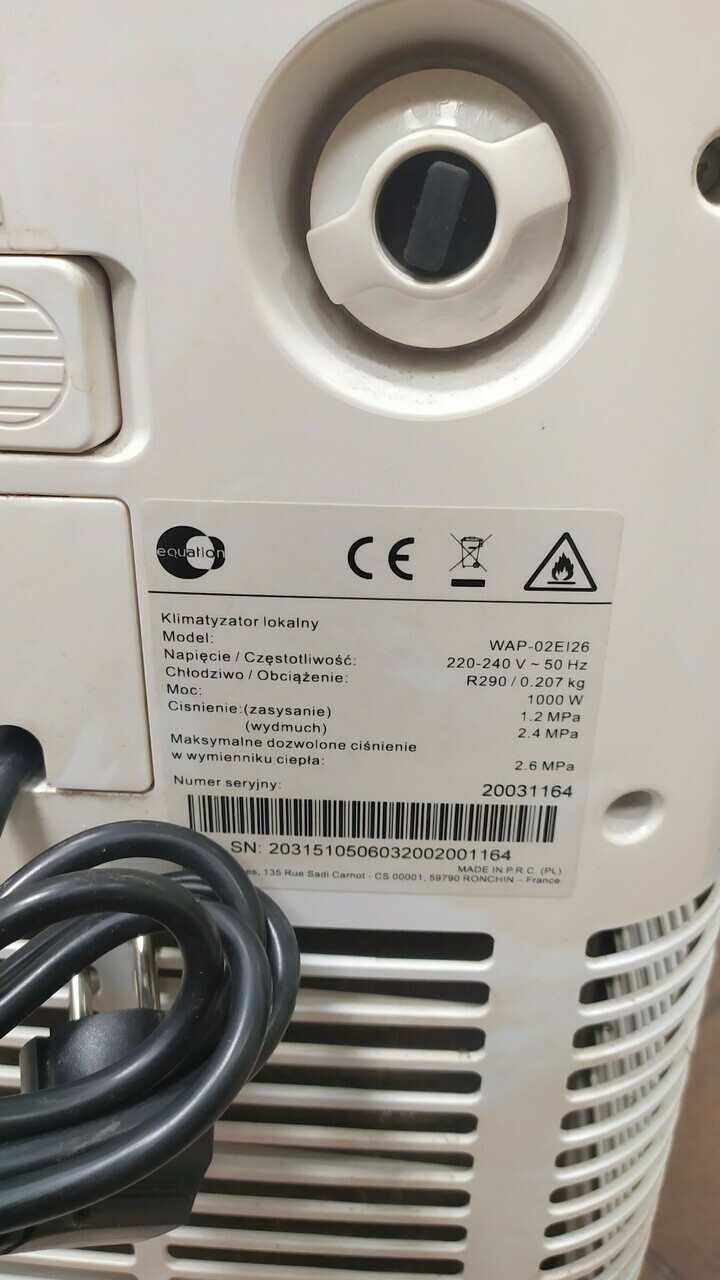 equation
CE
Klimatyzator lokalny
Model: WAP-02EI26
Napięcie / Częstotliwość: 220-240 V ~ 50 Hz
Chłodziwo / Obciążenie: R290 / 0.207 kg
Moc: 1000 W
Cisnienie:(zasysanie) 1.2 MPa
(wydmuch) 2.4 MPa
Maksymalne dozwolone ciśnienie
w wymienniku ciepła: 2.6 MPa
Numer seryjny: 20031164
SN: 2031510506032002001164
MADE IN P.R.C. (PL)
135 Rue Sadi Carnot - CS 00001, 59790 RONCHIN – France